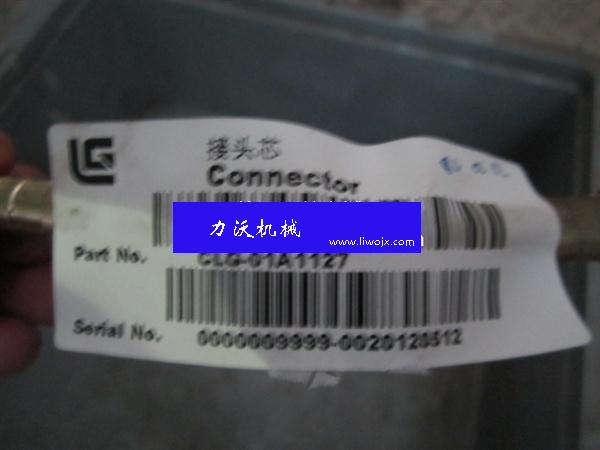 LG
接头芯
Connector
力沃机械
www.liwojx.com
Part No. CLG-01A1127
Serial No. 0000009999-0020120512